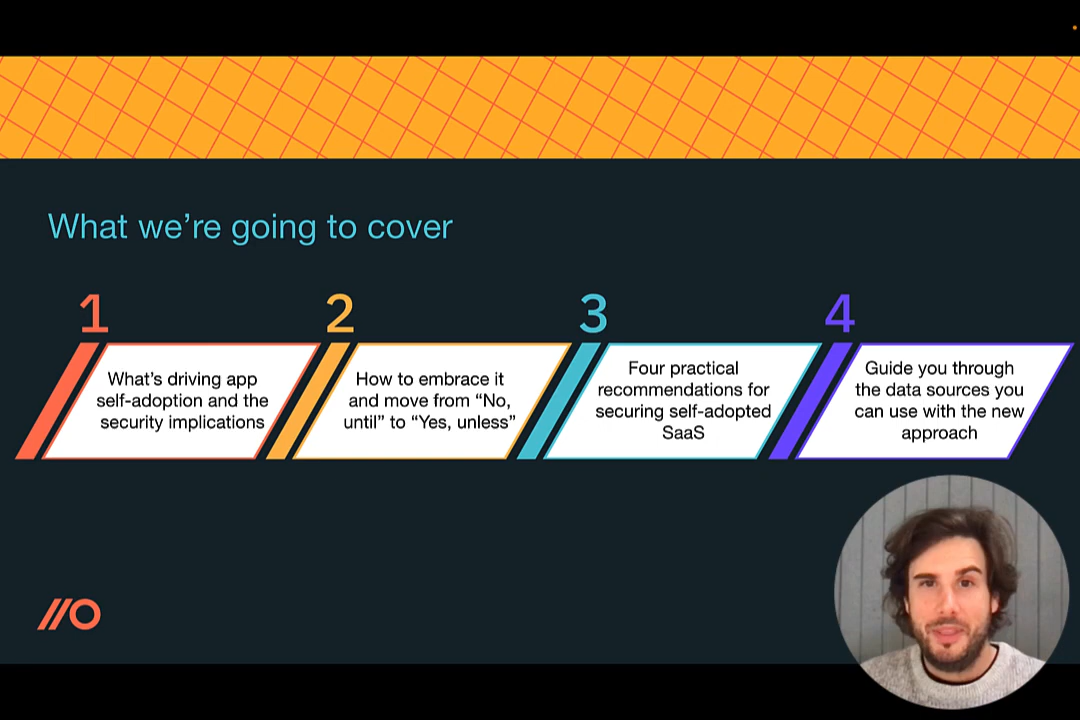 What we’re going to cover
1
What’s driving app
self-adoption and the
security implications
2
How to embrace it
and move from “No,
until” to “Yes, unless”
3
Four practical
recommendations for
securing self-adopted
SaaS
4
Guide you through
the data sources you
can use with the new
approach